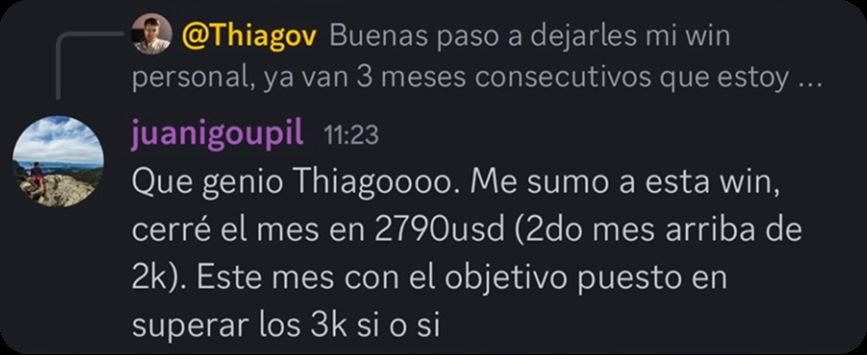 @Thiagov Buenas paso a dejarles mi win
personal, ya van 3 meses consecutivos que estoy ...
juanigoupil 11:23
Que genio Thiagoooo. Me sumo a esta win,
cerré el mes en 2790usd (2do mes arriba de
2k). Este mes con el objetivo puesto en
superar los 3k si o si